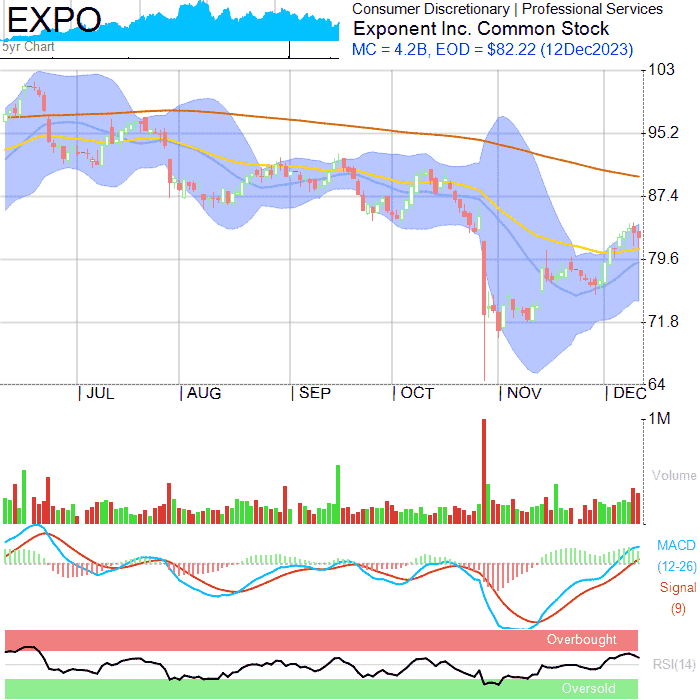 EXPO
5yr Chart
Consumer Discretionary | Professional Services
Exponent Inc. Common Stock
MC = 4.2B, EOD = $82.22 (12Dec2023)
103
95.2
87.4
79.6
71.8
64
JUL
AUG
SEP
OCT
NOV
DEC
1M
Volume
MACD
(12-26)
Signal
(9)
Overbought
RSI(14)
Oversold